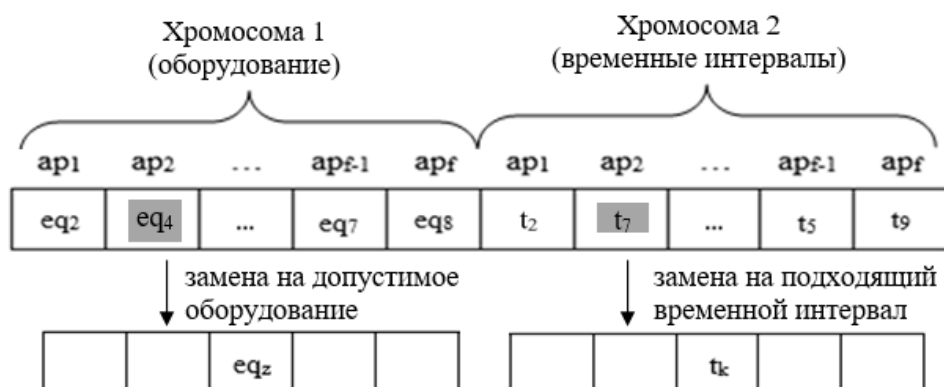 Хромосома 1
(оборудование)
Хромосома 2
(временные интервалы)
ap1 ap2 ... apf-1 apf ap1 ap2 ... apf-1 apf
eq2 eq4 ... eq7 eq8 t2 t7 ... t5 t9
замена на допустимое
оборудование
замена на подходящий
временной интервал
eqz tk